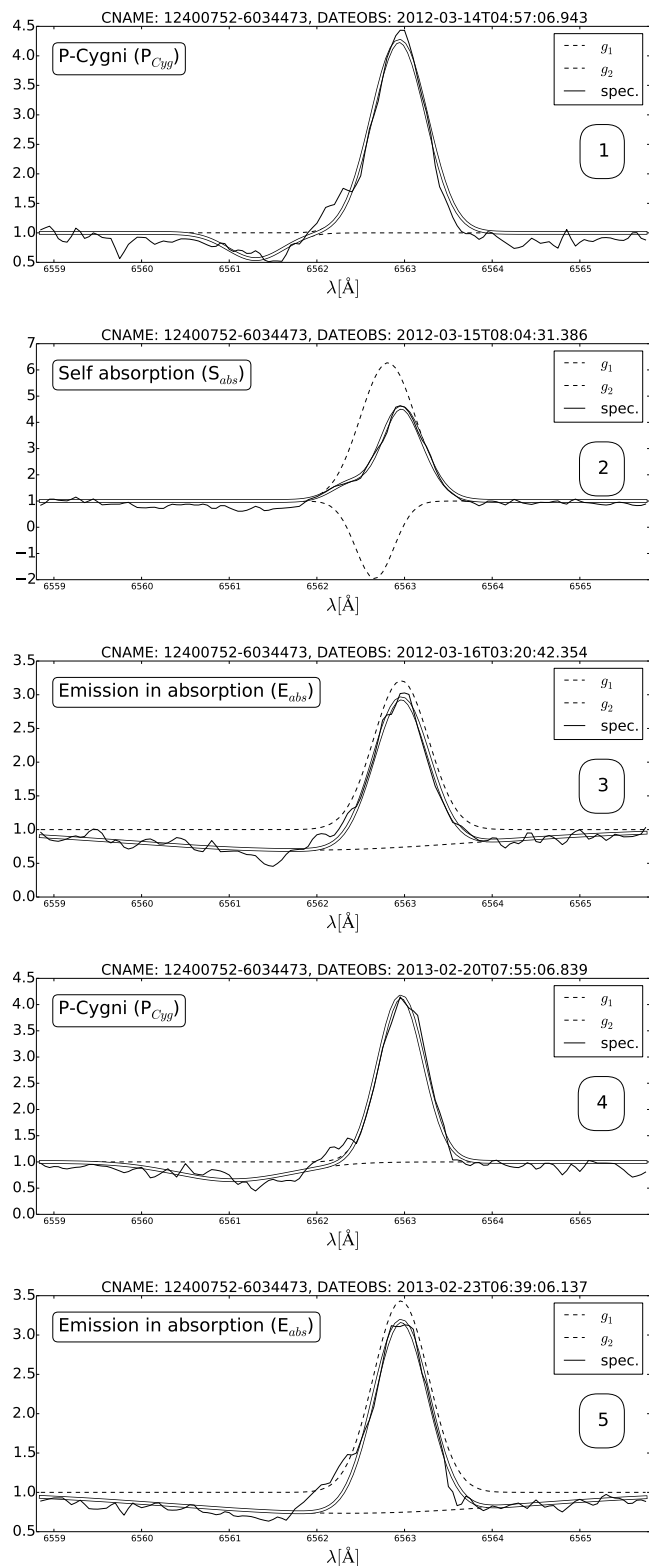 CNAME: 12400752-6034473, DATEOBS: 2012-03-14T04:57:06.943
4.5
4.0
3.5
3.0
2.5
2.0
1.5
1.0
0.5
P-Cygni (P_Cyg)
g₁
g₂
spec.
1
6559 6560 6561 6562 6563 6564 6565
λ[Å]
CNAME: 12400752-6034473, DATEOBS: 2012-03-15T08:04:31.386
7
6
5
4
3
2
1
0
−1
−2
Self absorption (S_abs)
g₁
g₂
spec.
2
6559 6560 6561 6562 6563 6564 6565
λ[Å]
CNAME: 12400752-6034473, DATEOBS: 2012-03-16T03:20:42.354
3.5
3.0
2.5
2.0
1.5
1.0
0.5
0.0
Emission in absorption (E_abs)
g₁
g₂
spec.
3
6559 6560 6561 6562 6563 6564 6565
λ[Å]
CNAME: 12400752-6034473, DATEOBS: 2013-02-20T07:55:06.839
4.5
4.0
3.5
3.0
2.5
2.0
1.5
1.0
0.5
0.0
P-Cygni (P_Cyg)
g₁
g₂
spec.
4
6559 6560 6561 6562 6563 6564 6565
λ[Å]
CNAME: 12400752-6034473, DATEOBS: 2013-02-23T06:39:06.137
3.5
3.0
2.5
2.0
1.5
1.0
0.5
Emission in absorption (E_abs)
g₁
g₂
spec.
5
6559 6560 6561 6562 6563 6564 6565
λ[Å]